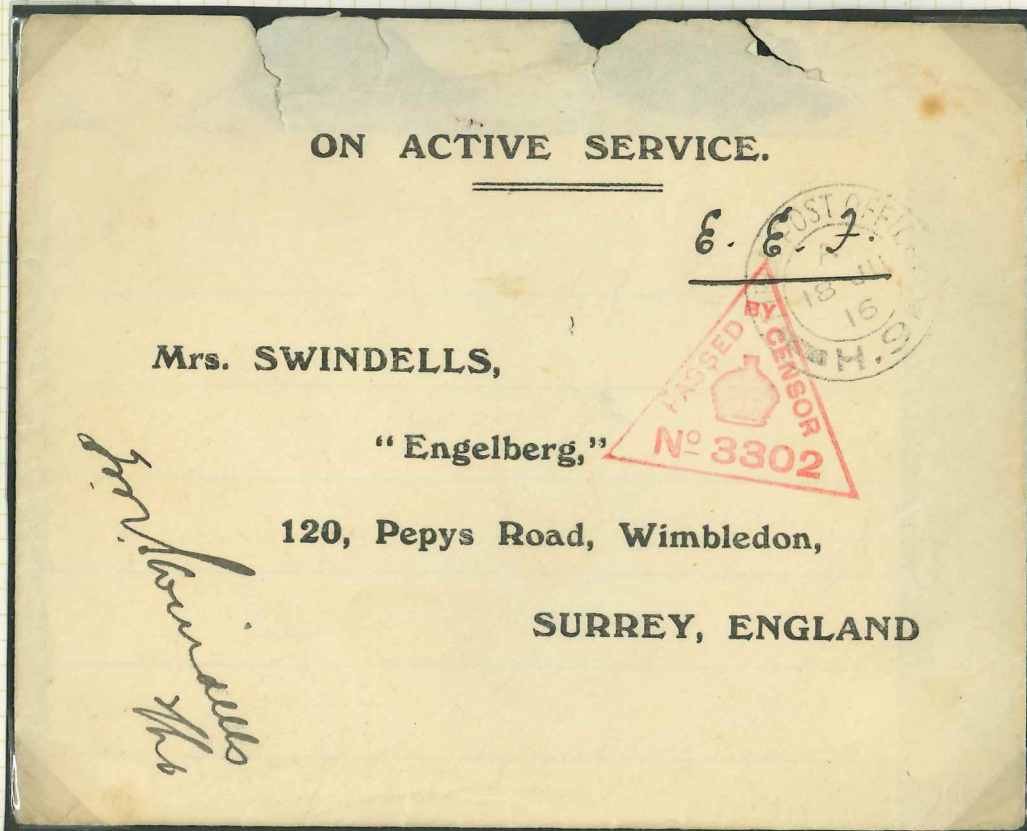 ON ACTIVE SERVICE.
E. E. F.
POST OFFICE
A
18 JU
16
H.
PASSED BY CENSOR
No 3302
Mrs. SWINDELLS,
"Engelberg,"
120, Pepys Road, Wimbledon,
SURREY, ENGLAND
Swindells